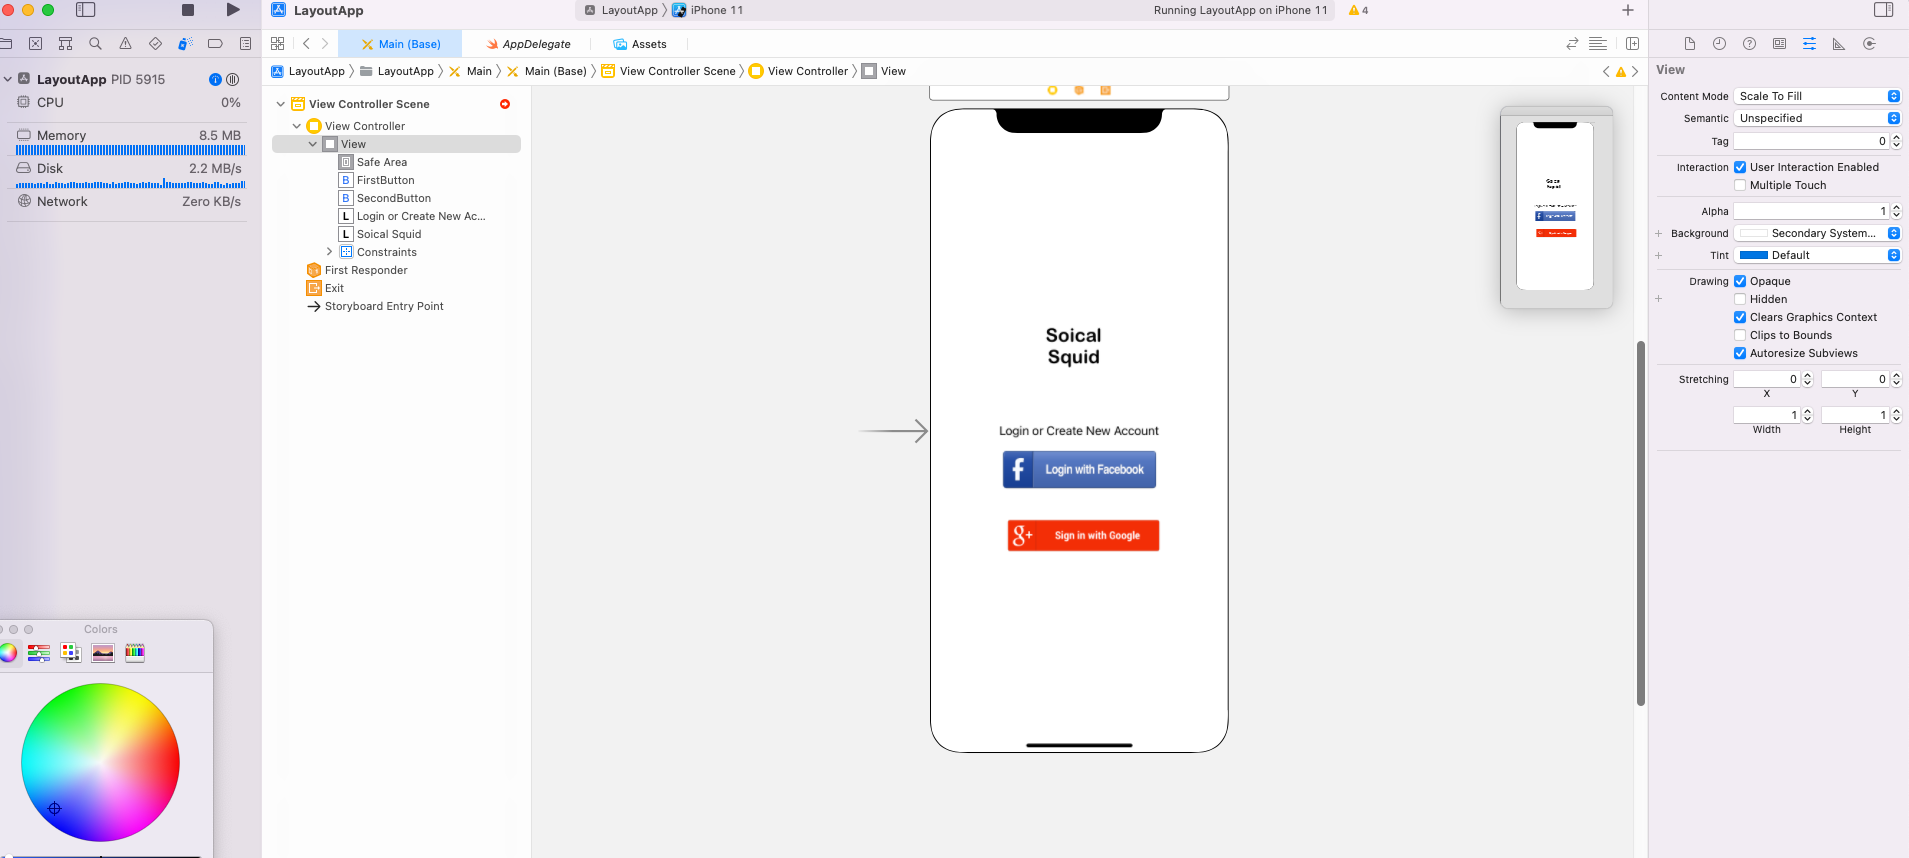 LayoutApp
LayoutApp 〉 iPhone 11
Running LayoutApp on iPhone 11
4
Main (Base)
AppDelegate
Assets
LayoutApp PID 5915
CPU 0%
Memory 8.5 MB
Disk 2.2 MB/s
Network Zero KB/s
LayoutApp 〉 LayoutApp 〉 Main 〉 Main (Base) 〉 View Controller Scene 〉 View Controller 〉 View
View Controller Scene
View Controller
View
Safe Area
B FirstButton
B SecondButton
L Login or Create New Ac...
L Soical Squid
Constraints
First Responder
Exit
Storyboard Entry Point
Soical
Squid
Login or Create New Account
f Login with Facebook
g+ Sign in with Google
Soical
Squid
View
Content Mode Scale To Fill
Semantic Unspecified
Tag 0
Interaction User Interaction Enabled
Multiple Touch
Alpha 1
Background Secondary System...
Tint Default
Drawing Opaque
Hidden
Clears Graphics Context
Clips to Bounds
Autoresize Subviews
Stretching 0 0
X Y
1 1
Width Height
Colors